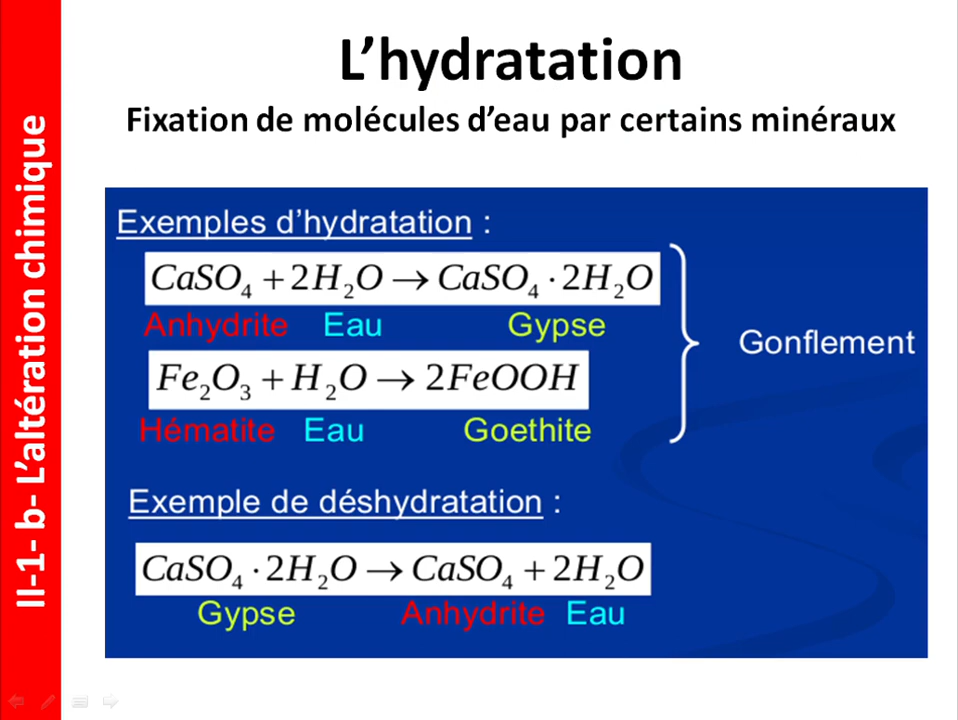 II-1- b- L’altération chimique
L’hydratation
Fixation de molécules d’eau par certains minéraux
Exemples d’hydratation :
CaSO₄ + 2H₂O → CaSO₄ · 2H₂O
Anhydrite Eau Gypse
Fe₂O₃ + H₂O → 2FeOOH
Hématite Eau Goethite
Gonflement
Exemple de déshydratation :
CaSO₄ · 2H₂O → CaSO₄ + 2H₂O
Gypse Anhydrite Eau